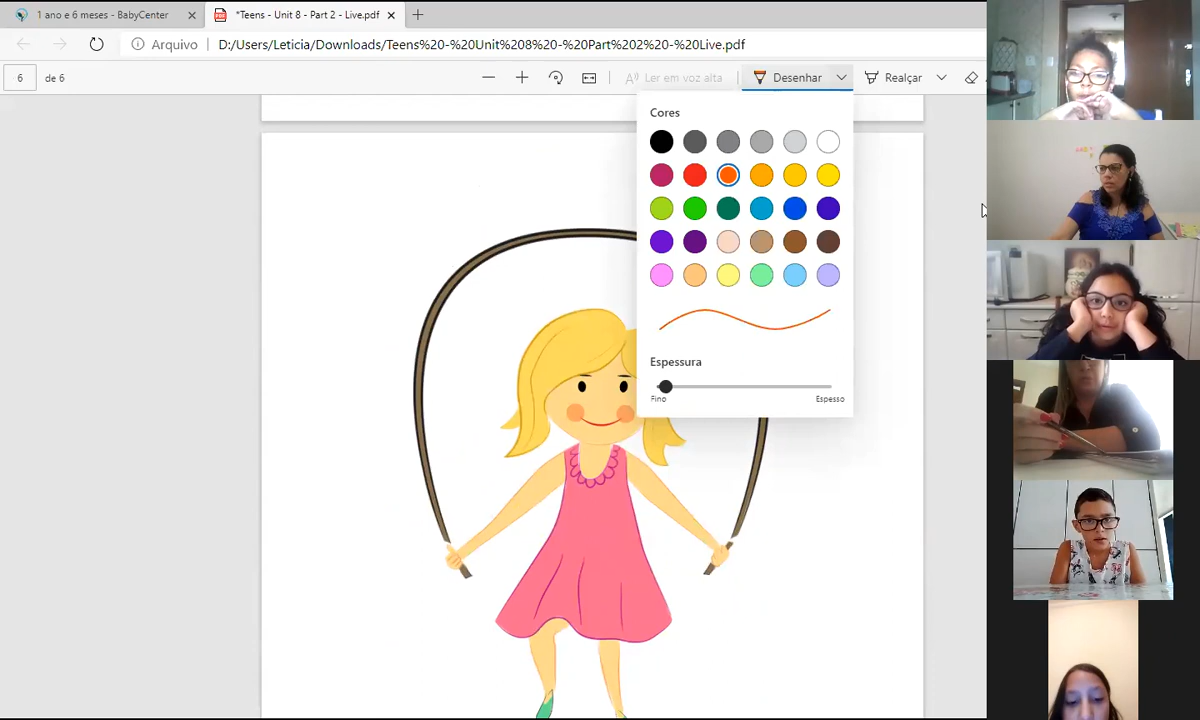 1 ano e 6 meses - BabyCenter
*Teens - Unit 8 - Part 2 - Live.pdf
Arquivo D:/Users/Leticia/Downloads/Teens%20-%20Unit%208%20-%20Part%202%20-%20Live.pdf
6 de 6 Ler em voz alta Desenhar Realçar
Cores
Espessura
Fino Espesso